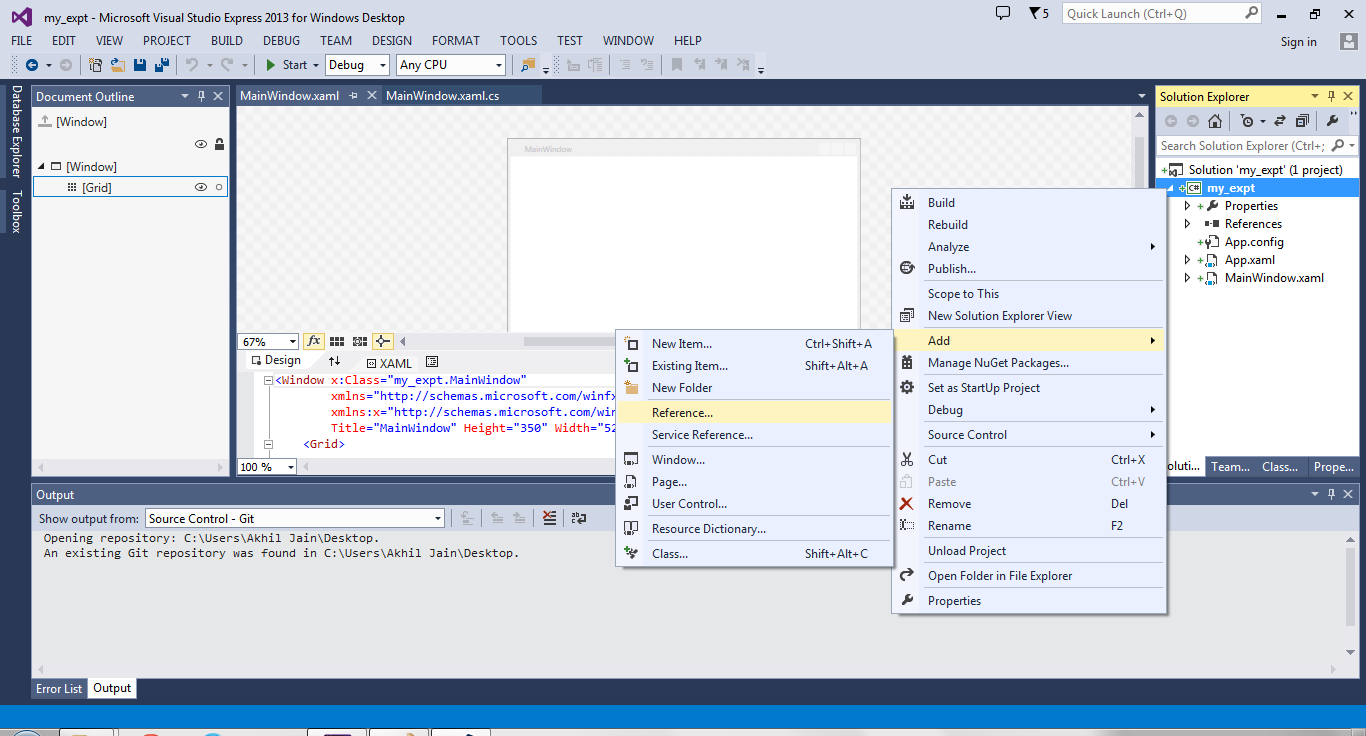 my_expt - Microsoft Visual Studio Express 2013 for Windows Desktop
5
Quick Launch (Ctrl+Q)
FILE EDIT VIEW PROJECT BUILD DEBUG TEAM DESIGN FORMAT TOOLS TEST WINDOW HELP
Sign in
Start
Debug
Any CPU
Database Explorer
Toolbox
Document Outline
[Window]
[Window]
[Grid]
MainWindow.xaml
MainWindow.xaml.cs
MainWindow
67%
fx
Design
XAML
<Window x:Class="my_expt.MainWindow"
xmlns="http://schemas.microsoft.com/winfx
xmlns:x="http://schemas.microsoft.com/win
Title="MainWindow" Height="350" Width="52
<Grid>
100 %
New Item... Ctrl+Shift+A
Existing Item... Shift+Alt+A
New Folder
Reference...
Service Reference...
Window...
Page...
User Control...
Resource Dictionary...
Class... Shift+Alt+C
Build
Rebuild
Analyze
Publish...
Scope to This
New Solution Explorer View
Add
Manage NuGet Packages...
Set as StartUp Project
Debug
Source Control
Cut Ctrl+X
Paste Ctrl+V
Remove Del
Rename F2
Unload Project
Open Folder in File Explorer
Properties
Solution Explorer
Search Solution Explorer (Ctrl+;
Solution 'my_expt' (1 project)
C# my_expt
Properties
References
App.config
App.xaml
MainWindow.xaml
oluti... Team... Class... Prope...
Output
Show output from: Source Control - Git
Opening repository: C:\Users\Akhil Jain\Desktop.
An existing Git repository was found in C:\Users\Akhil Jain\Desktop.
Error List
Output